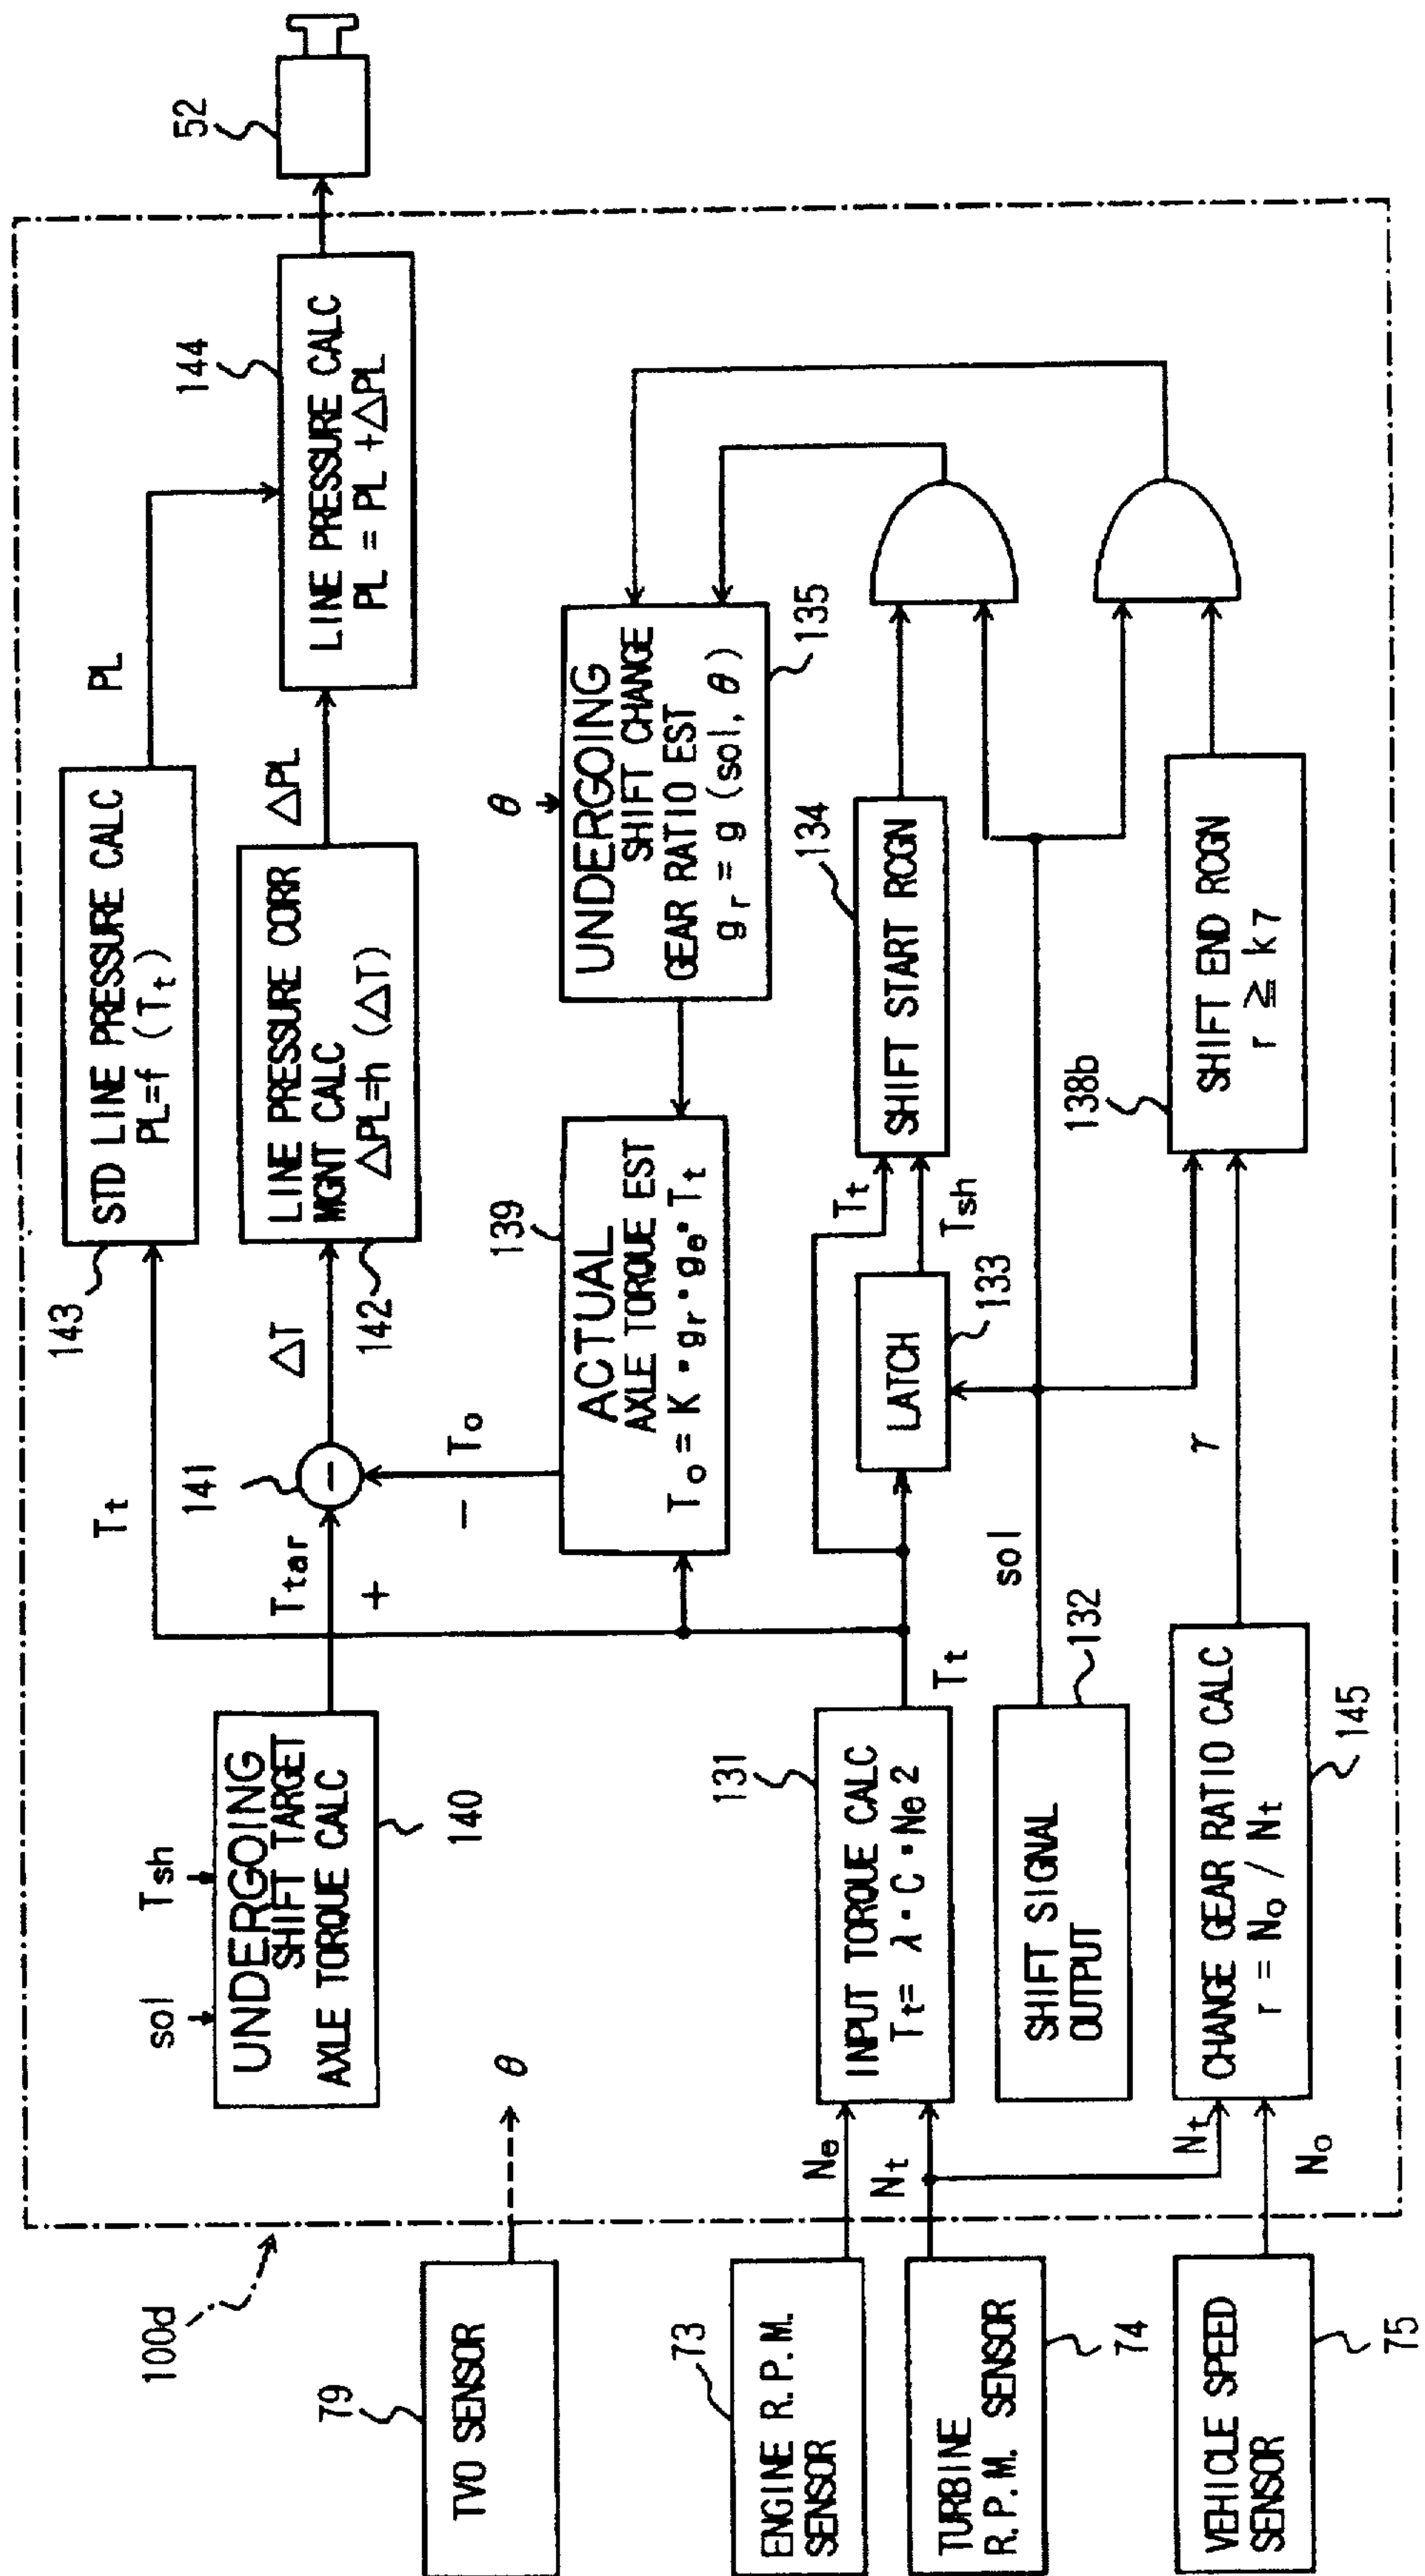 100d
79
TVO SENSOR
θ
73
ENGINE R.P.M.
SENSOR
Ne
TURBINE
R.P.M. SENSOR
74
Nt
VEHICLE SPEED
SENSOR
75
Nt
No
sol
Tsh
UNDERGOING
SHIFT TARGET
AXLE TORQUE CALC
140
Ttar
+
141
−
−
To
ΔT
Tt
143
STD LINE PRESSURE CALC
PL=f (Tt)
PL
142
LINE PRESSURE CORR
MGNT CALC
ΔPL=h (ΔT)
ΔPL
144
LINE PRESSURE CALC
PL = PL +ΔPL
52
139
ACTUAL
AXLE TORQUE EST
To = K・gr・ge・Tt
θ
UNDERGOING
SHIFT CHANGE
GEAR RATIO EST
gr = g (sol, θ)
135
131
INPUT TORQUE CALC
Tt= λ・C・Ne2
Tt
Tt
LATCH
133
Tsh
134
SHIFT START RCGN
SHIFT SIGNAL
OUTPUT
132
sol
CHANGE GEAR RATIO CALC
r = No / Nt
145
r
138b
SHIFT END RCGN
r ≧ k7